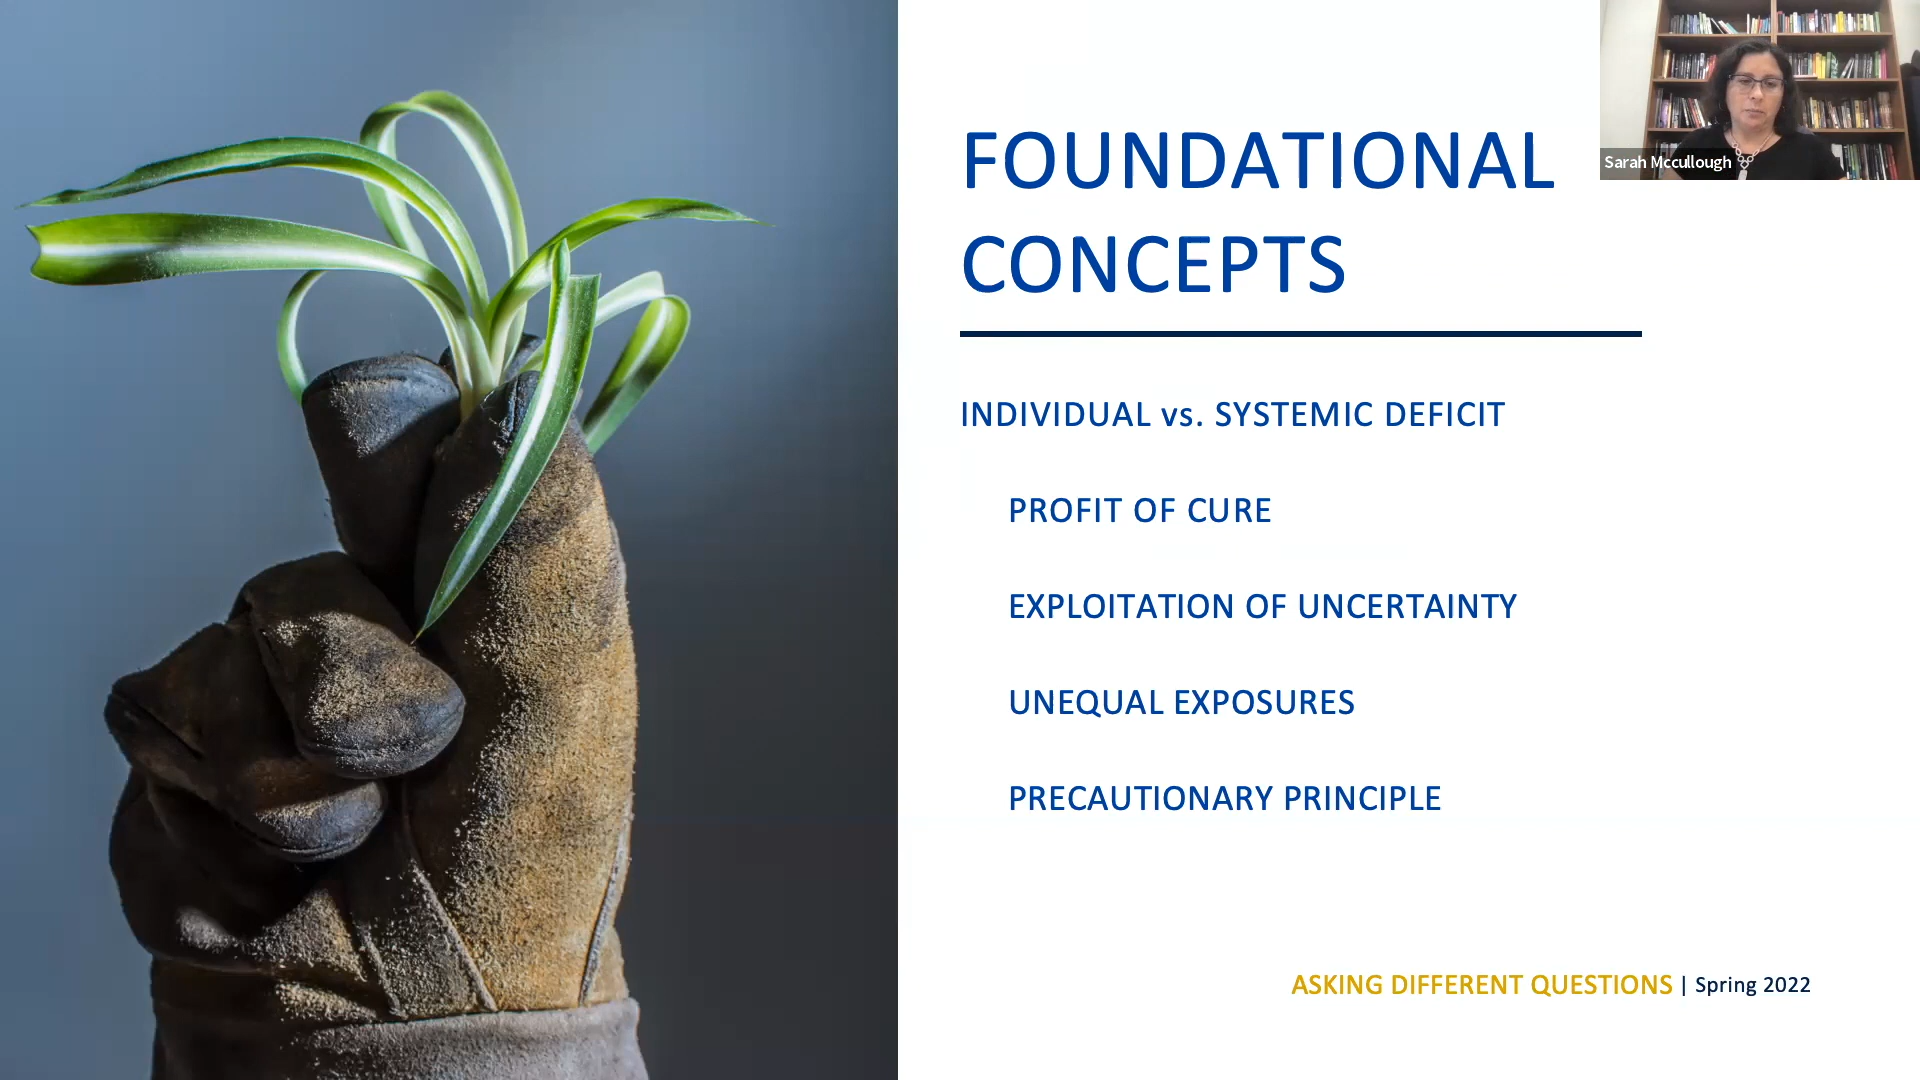 FOUNDATIONAL
CONCEPTS
Sarah Mccullough
INDIVIDUAL vs. SYSTEMIC DEFICIT
PROFIT OF CURE
EXPLOITATION OF UNCERTAINTY
UNEQUAL EXPOSURES
PRECAUTIONARY PRINCIPLE
ASKING DIFFERENT QUESTIONS | Spring 2022